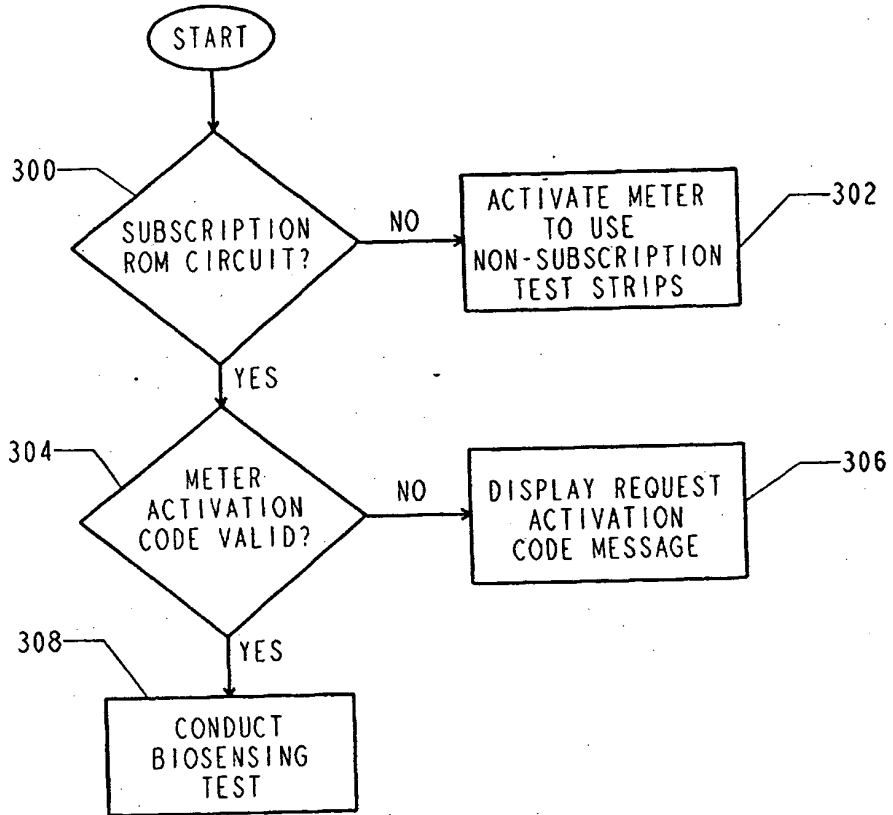 START
300
SUBSCRIPTION
ROM CIRCUIT?
NO
ACTIVATE METER
TO USE
NON-SUBSCRIPTION
TEST STRIPS
302
YES
304
METER
ACTIVATION
CODE VALID?
NO
DISPLAY REQUEST
ACTIVATION
CODE MESSAGE
306
YES
308
CONDUCT
BIOSENSING
TEST